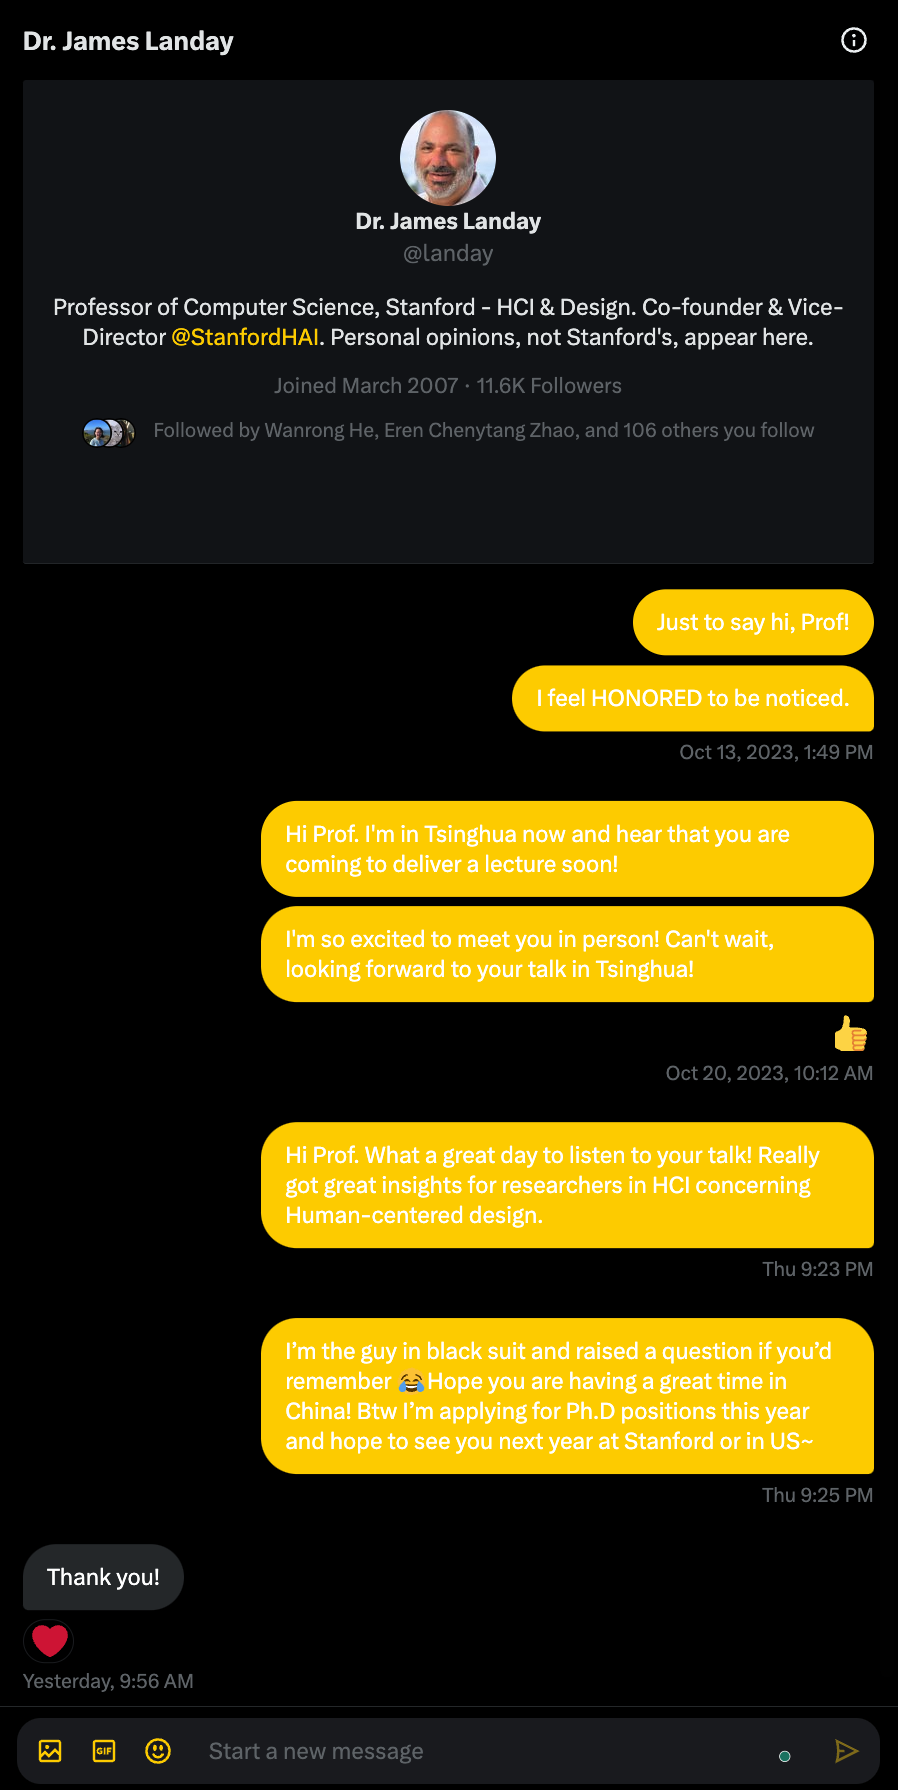 Dr. James Landay
Dr. James Landay
@landay
Professor of Computer Science, Stanford - HCI & Design. Co-founder & Vice-
Director @StanfordHAI. Personal opinions, not Stanford's, appear here.
Joined March 2007 · 11.6K Followers
Followed by Wanrong He, Eren Chenytang Zhao, and 106 others you follow
Just to say hi, Prof!
I feel HONORED to be noticed.
Oct 13, 2023, 1:49 PM
Hi Prof. I'm in Tsinghua now and hear that you are
coming to deliver a lecture soon!
I'm so excited to meet you in person! Can't wait,
looking forward to your talk in Tsinghua!
👍
Oct 20, 2023, 10:12 AM
Hi Prof. What a great day to listen to your talk! Really
got great insights for researchers in HCI concerning
Human-centered design.
Thu 9:23 PM
I’m the guy in black suit and raised a question if you’d
remember 😂Hope you are having a great time in
China! Btw I’m applying for Ph.D positions this year
and hope to see you next year at Stanford or in US~
Thu 9:25 PM
Thank you!
❤️
Yesterday, 9:56 AM
GIF
Start a new message